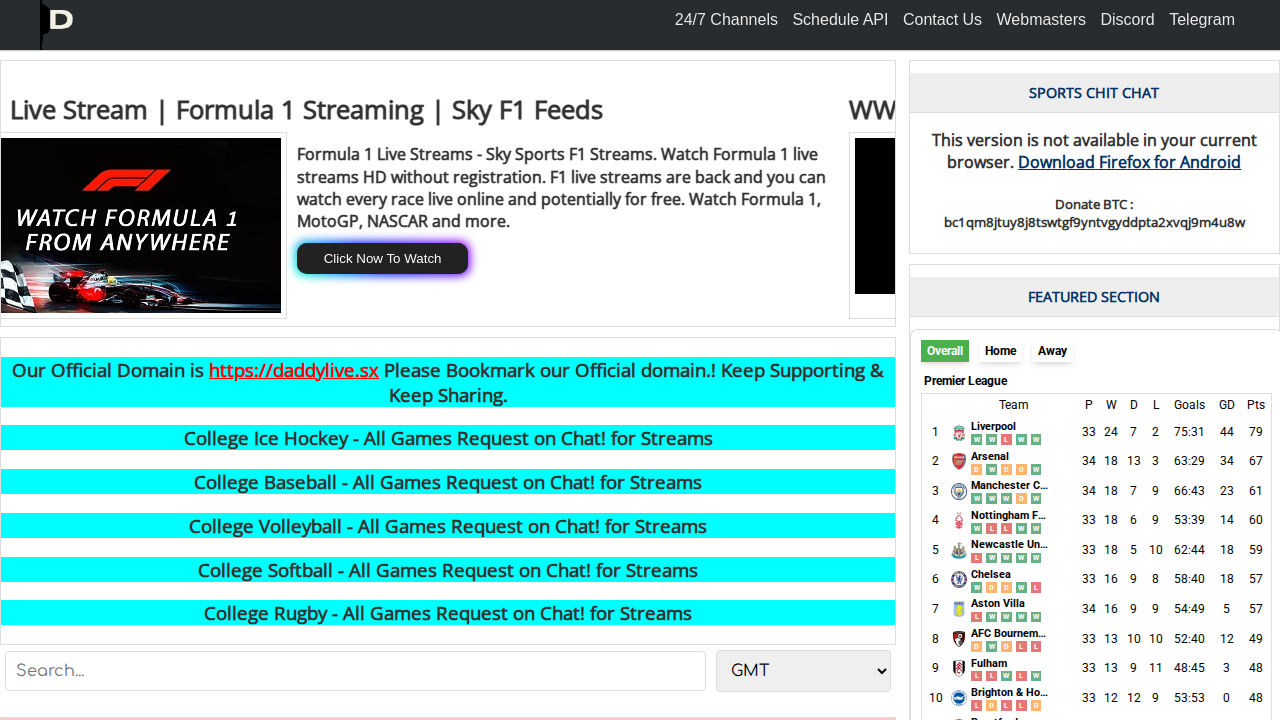 D
24/7 Channels Schedule API Contact Us Webmasters Discord Telegram
Live Stream | Formula 1 Streaming | Sky F1 Feeds
WATCH FORMULA 1
FROM ANYWHERE
Formula 1 Live Streams - Sky Sports F1 Streams. Watch Formula 1 live
streams HD without registration. F1 live streams are back and you can
watch every race live online and potentially for free. Watch Formula 1,
MotoGP, NASCAR and more.
Click Now To Watch
WW
Our Official Domain is https://daddylive.sx Please Bookmark our Official domain.! Keep Supporting &
Keep Sharing.
College Ice Hockey - All Games Request on Chat! for Streams
College Baseball - All Games Request on Chat! for Streams
College Volleyball - All Games Request on Chat! for Streams
College Softball - All Games Request on Chat! for Streams
College Rugby - All Games Request on Chat! for Streams
Search...
GMT
SPORTS CHIT CHAT
This version is not available in your current
browser. Download Firefox for Android
Donate BTC :
bc1qm8jtuy8j8tswtgf9yntvgyddpta2xvqj9m4u8w
FEATURED SECTION
Overall Home Away
Premier League
Team P W D L Goals GD Pts
1 Liverpool 33 24 7 2 75:31 44 79
W W L W W
2 Arsenal 34 18 13 3 63:29 34 67
D W D D W
3 Manchester C... 34 18 7 9 66:43 23 61
W W W D W
4 Nottingham F... 33 18 6 9 53:39 14 60
W L L W W
5 Newcastle Un... 33 18 5 10 62:44 18 59
L W W W W
6 Chelsea 33 16 9 8 58:40 18 57
W D D W L
7 Aston Villa 34 16 9 9 54:49 5 57
L W W W W
8 AFC Bournem... 33 13 10 10 52:40 12 49
D W D L L
9 Fulham 33 13 9 11 48:45 3 48
L L W L W
10 Brighton & Ho... 33 12 12 9 53:53 0 48
L D L L D